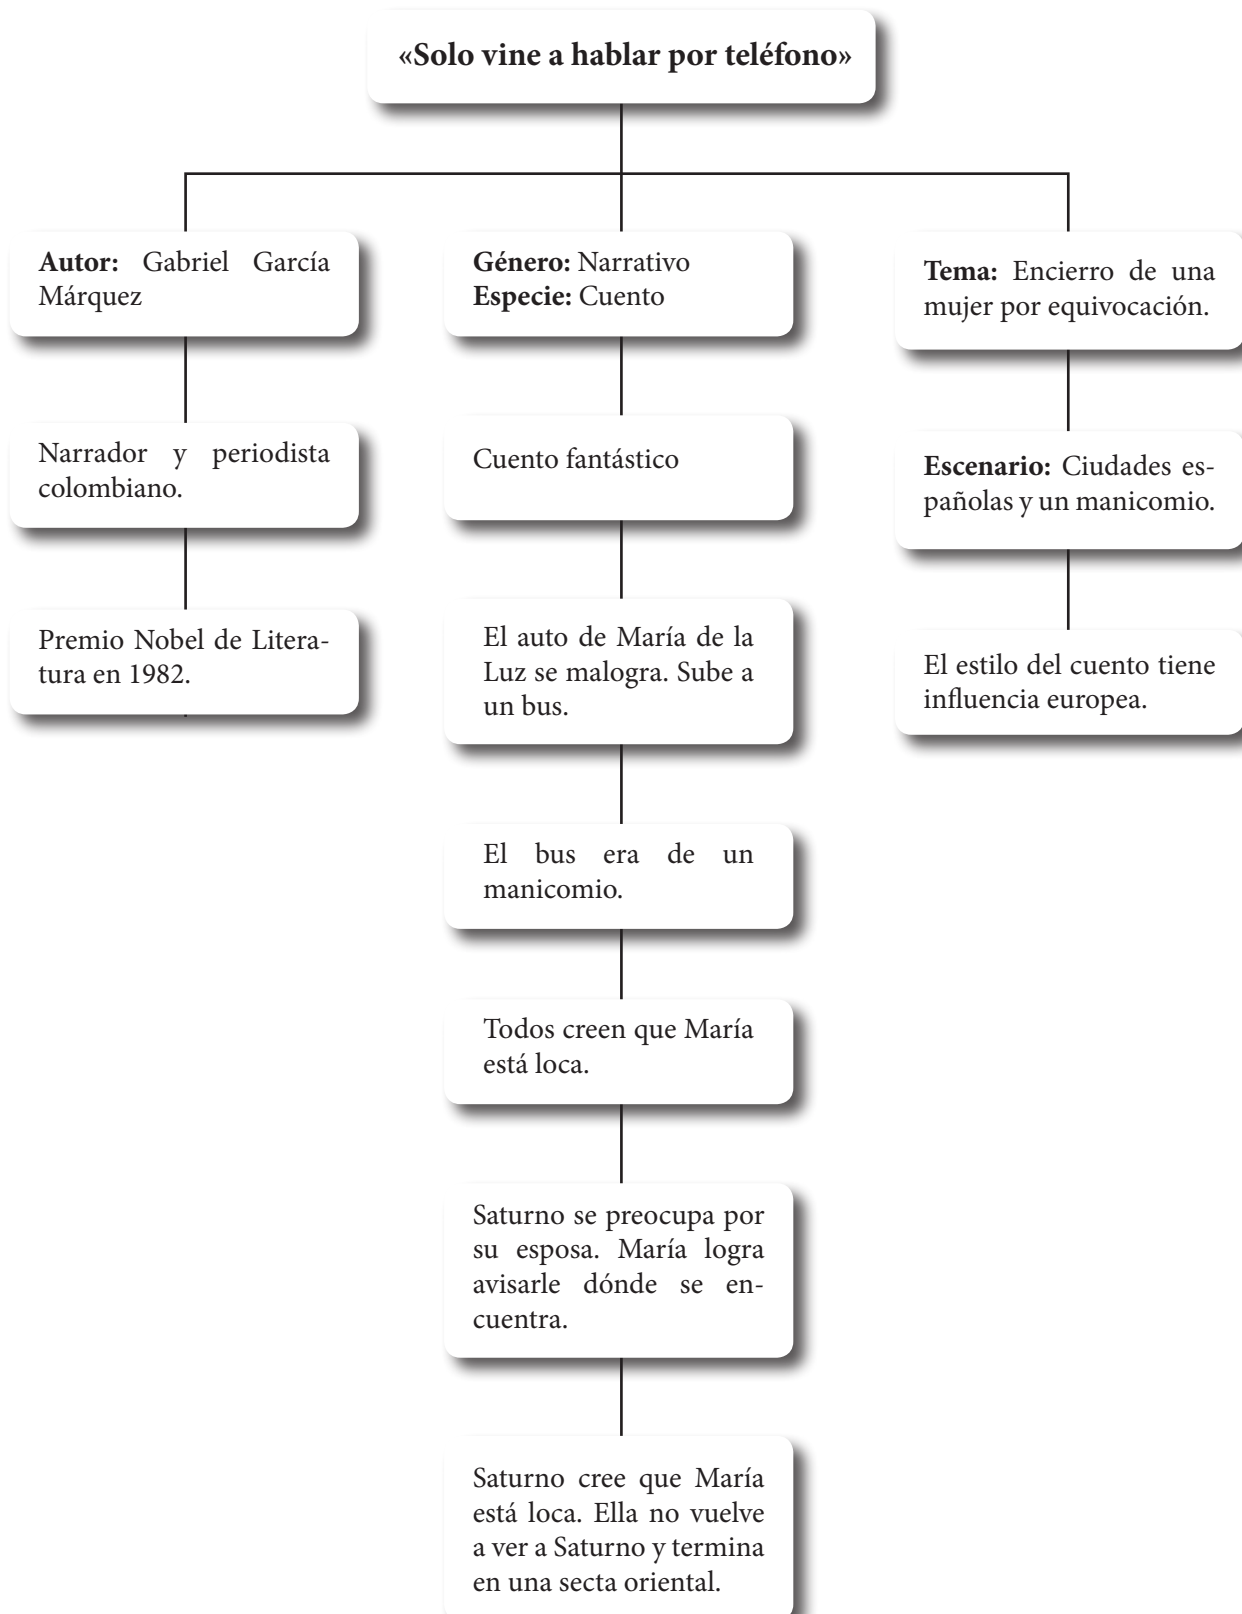 «Solo vine a hablar por teléfono»
Autor: Gabriel García
Márquez
Narrador y periodista
colombiano.
Premio Nobel de Litera-
tura en 1982.
Género: Narrativo
Especie: Cuento
Cuento fantástico
El auto de María de la
Luz se malogra. Sube a
un bus.
El bus era de un
manicomio.
Todos creen que María
está loca.
Saturno se preocupa por
su esposa. María logra
avisarle dónde se en-
cuentra.
Saturno cree que María
está loca. Ella no vuelve
a ver a Saturno y termina
en una secta oriental.
Tema: Encierro de una
mujer por equivocación.
Escenario: Ciudades es-
pañolas y un manicomio.
El estilo del cuento tiene
influencia europea.